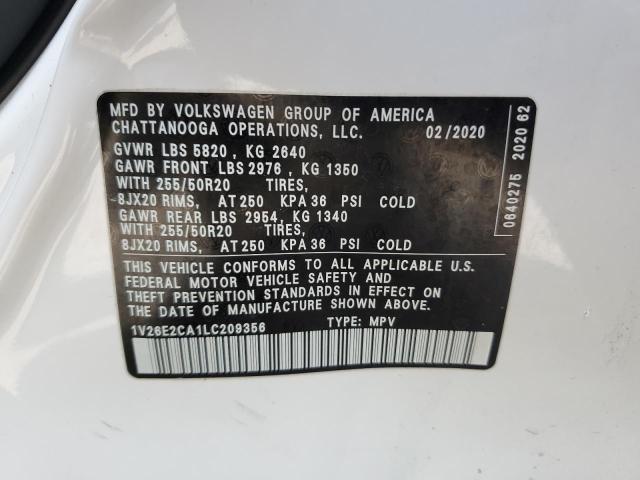 MFD BY VOLKSWAGEN GROUP OF AMERICA
CHATTANOOGA OPERATIONS, LLC. 02/2020
GVWR LBS 5820 , KG 2640
GAWR FRONT LBS 2976 , KG 1350
WITH 255/50R20 TIRES,
8JX20 RIMS, AT 250 KPA 36 PSI COLD
GAWR REAR LBS 2954, KG 1340
WITH 255/50R20 TIRES,
8JX20 RIMS, AT 250 KPA 36 PSI COLD
THIS VEHICLE CONFORMS TO ALL APPLICABLE U.S.
FEDERAL MOTOR VEHICLE SAFETY AND
THEFT PREVENTION STANDARDS IN EFFECT ON
THE DATE OF MANUFACTURE SHOWN ABOVE.
1V26E2CA1LC209356 TYPE: MPV
0640275 2020 62